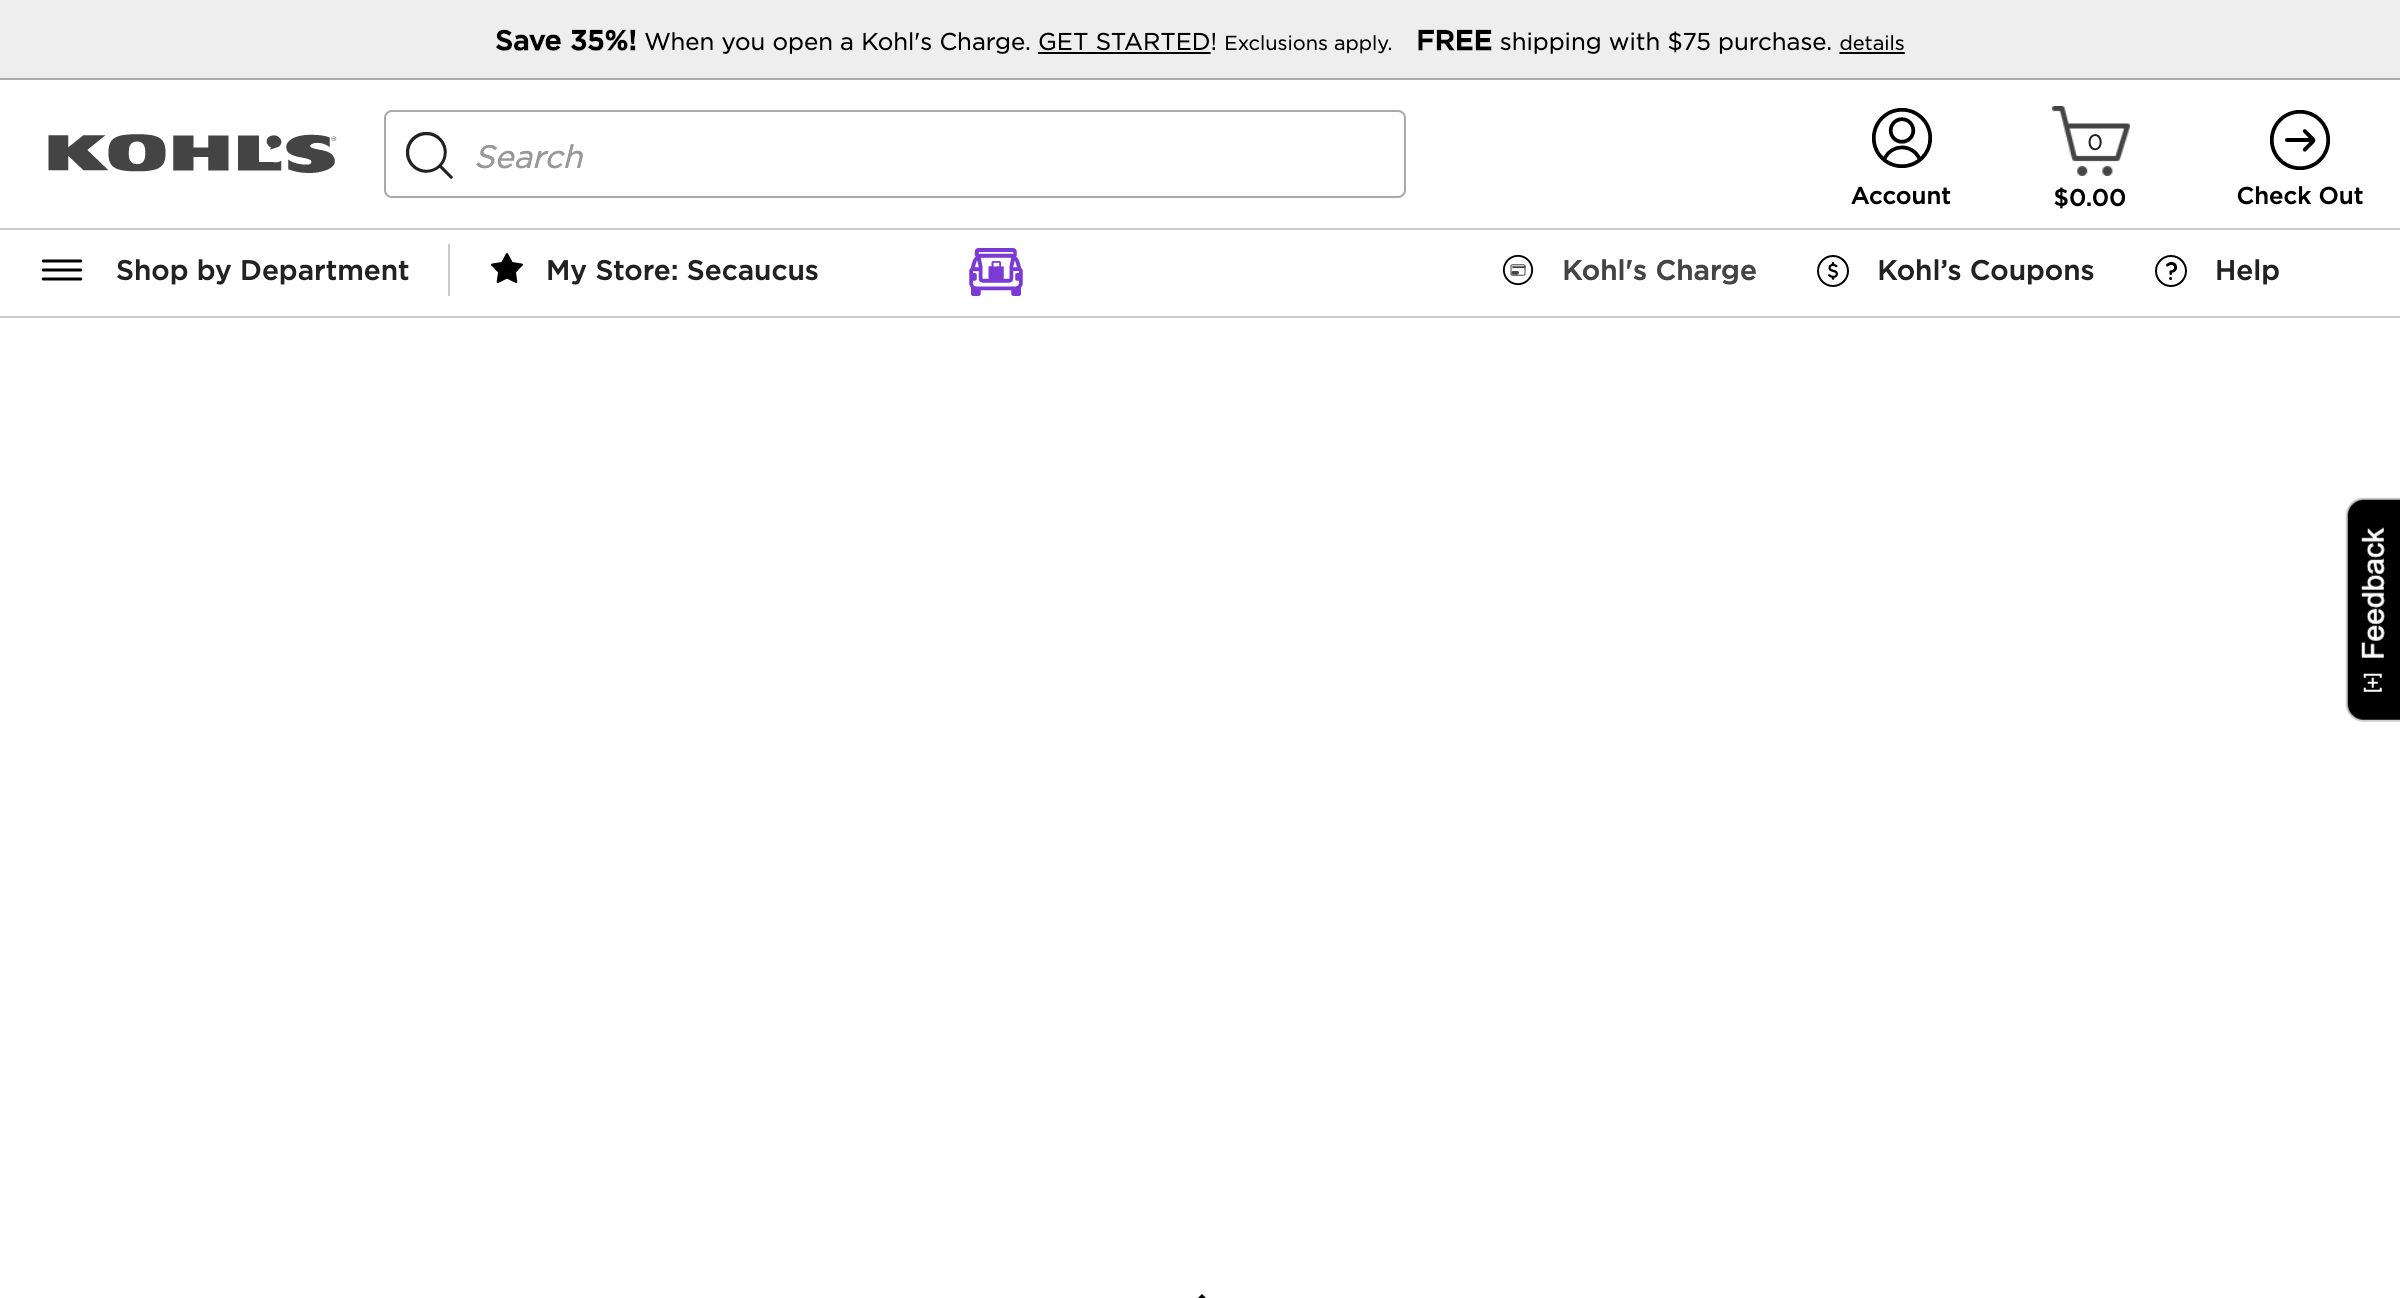 Save 35%! When you open a Kohl's Charge. GET STARTED! Exclusions apply. FREE shipping with $75 purchase. details
KOHL'S
Search
Account
0
$0.00
Check Out
Shop by Department
My Store: Secaucus
Kohl's Charge
$
Kohl’s Coupons
?
Help
[+] Feedback